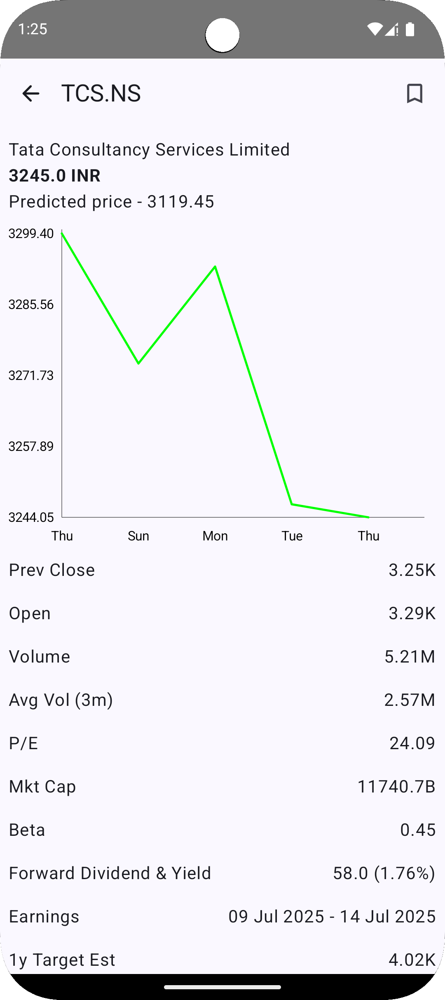 1:25
TCS.NS
Tata Consultancy Services Limited
3245.0 INR
Predicted price - 3119.45
3299.40
3285.56
3271.73
3257.89
3244.05
Thu Sun Mon Tue Thu
Prev Close 3.25K
Open 3.29K
Volume 5.21M
Avg Vol (3m) 2.57M
P/E 24.09
Mkt Cap 11740.7B
Beta 0.45
Forward Dividend & Yield 58.0 (1.76%)
Earnings 09 Jul 2025 - 14 Jul 2025
1y Target Est 4.02K